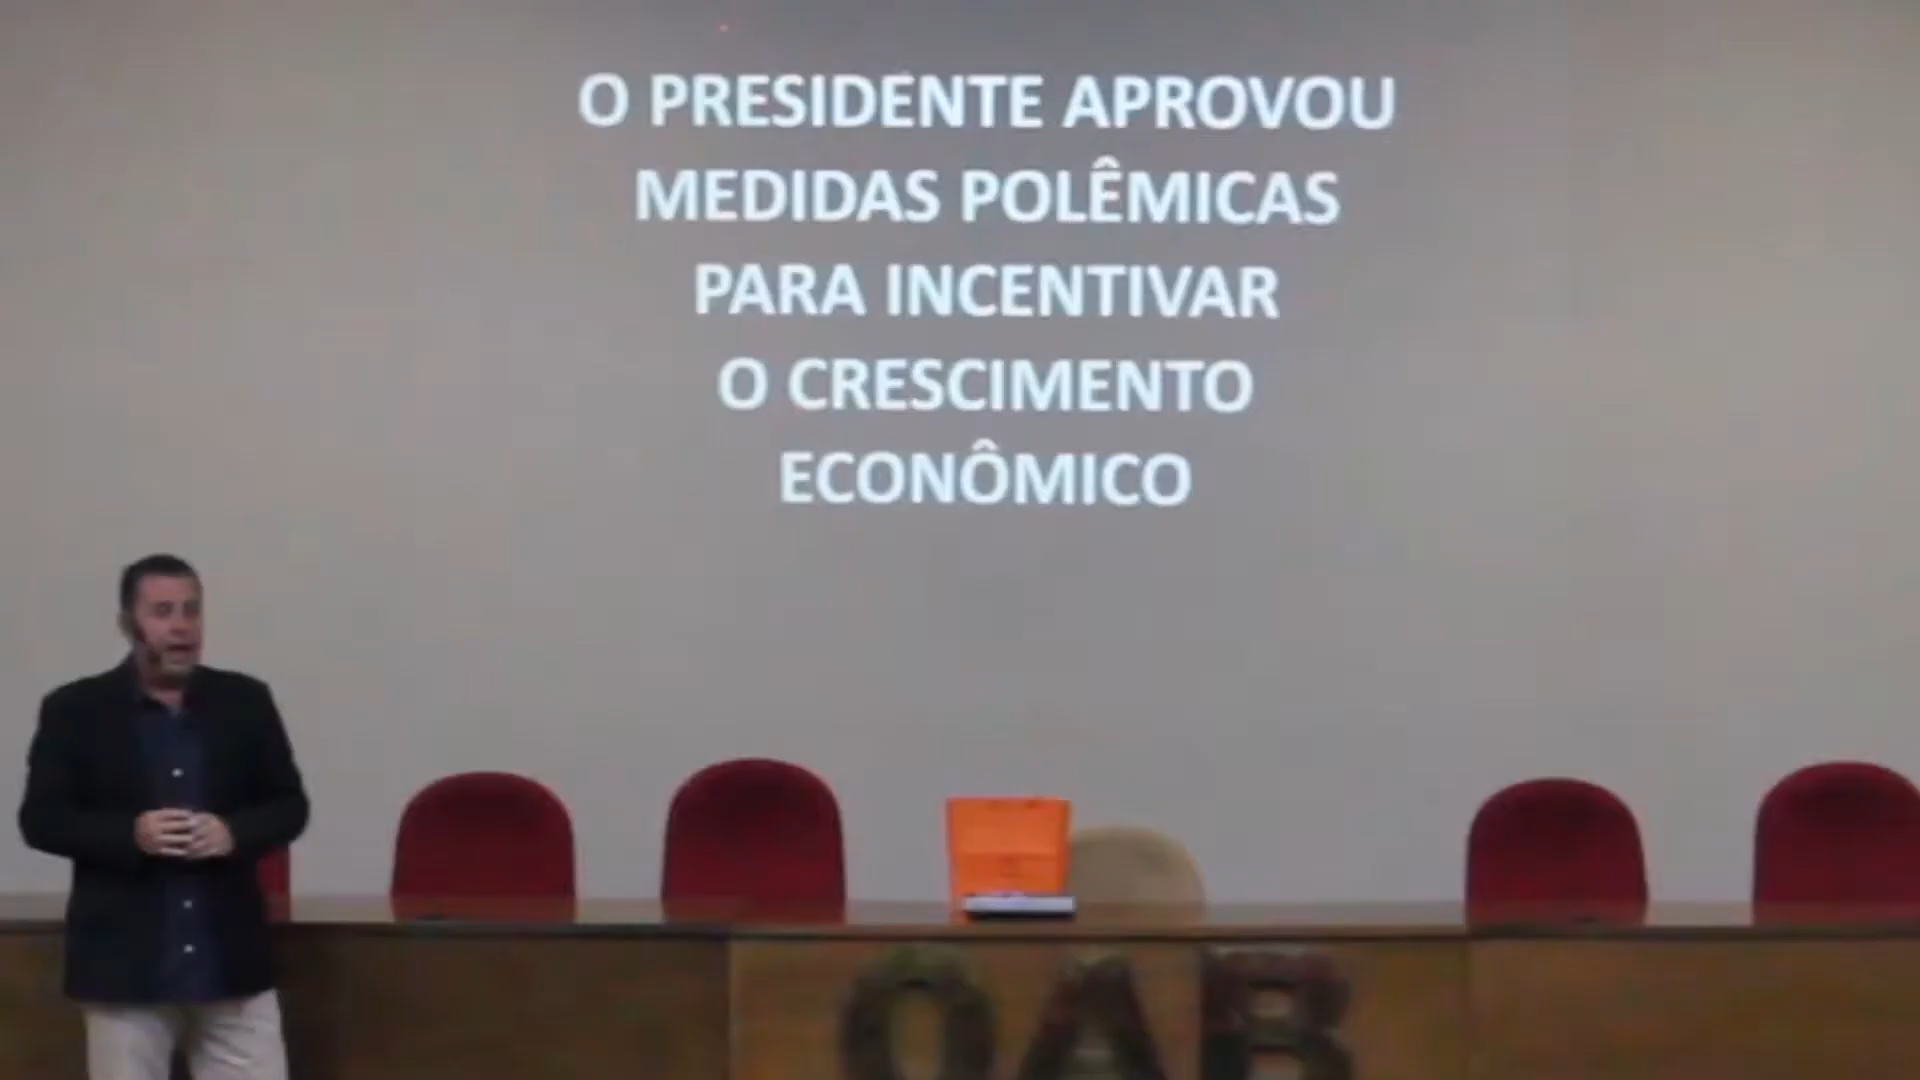 O PRESIDENTE APROVOU
MEDIDAS POLÊMICAS
PARA INCENTIVAR
O CRESCIMENTO
ECONÔMICO
OAB